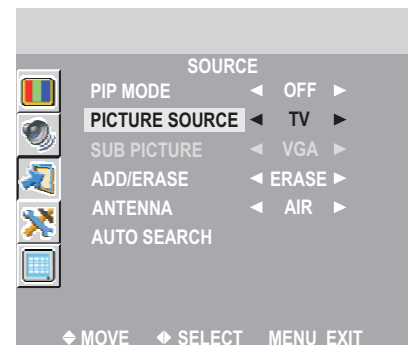 SOURCE
PIP MODE ◄ OFF ►
PICTURE SOURCE ◄ TV ►
SUB PICTURE ◄ VGA ►
ADD/ERASE ◄ ERASE ►
ANTENNA ◄ AIR ►
AUTO SEARCH
MOVE SELECT MENU EXIT